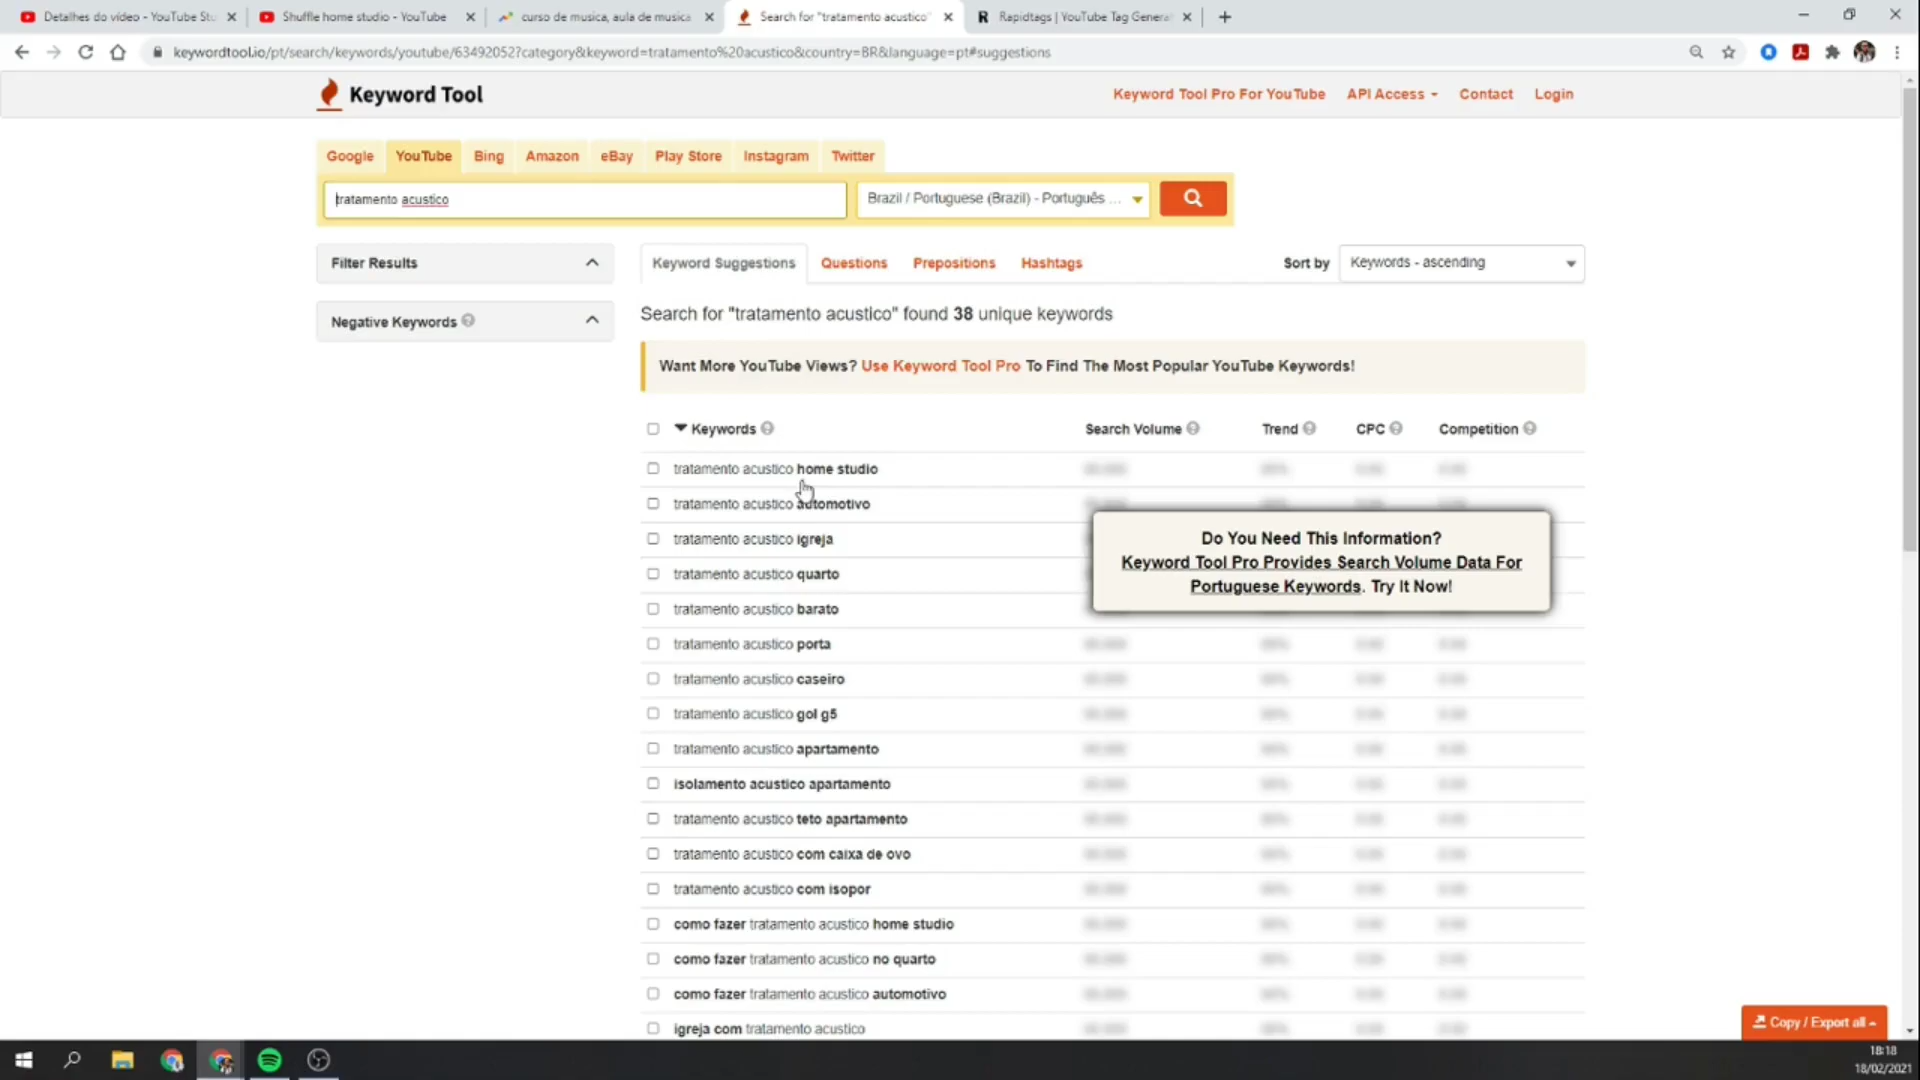 Detalhes do vídeo - YouTube Stu
Shuffle home studio - YouTube
curso de musica, aula de musica
Search for "tratamento acustico"
Rapidtags | YouTube Tag Genera
keywordtool.io/pt/search/keywords/youtube/63492052?category&keyword=tratamento%20acustico&country=BR&language=pt#suggestions
Keyword Tool
Keyword Tool Pro For YouTube
API Access
Contact
Login
Google
YouTube
Bing
Amazon
eBay
Play Store
Instagram
Twitter
tratamento acustico
Brazil / Portuguese (Brazil) - Português ...
Filter Results
Negative Keywords
Keyword Suggestions
Questions
Prepositions
Hashtags
Sort by
Keywords - ascending
Search for "tratamento acustico" found 38 unique keywords
Want More YouTube Views? Use Keyword Tool Pro To Find The Most Popular YouTube Keywords!
Keywords
Search Volume
Trend
CPC
Competition
tratamento acustico home studio
tratamento acustico automotivo
tratamento acustico igreja
tratamento acustico quarto
tratamento acustico barato
tratamento acustico porta
tratamento acustico caseiro
tratamento acustico gol g5
tratamento acustico apartamento
isolamento acustico apartamento
tratamento acustico teto apartamento
tratamento acustico com caixa de ovo
tratamento acustico com isopor
como fazer tratamento acustico home studio
como fazer tratamento acustico no quarto
como fazer tratamento acustico automotivo
igreja com tratamento acustico
Do You Need This Information?
Keyword Tool Pro Provides Search Volume Data For
Portuguese Keywords. Try It Now!
Copy / Export all
18:18
18/02/2021